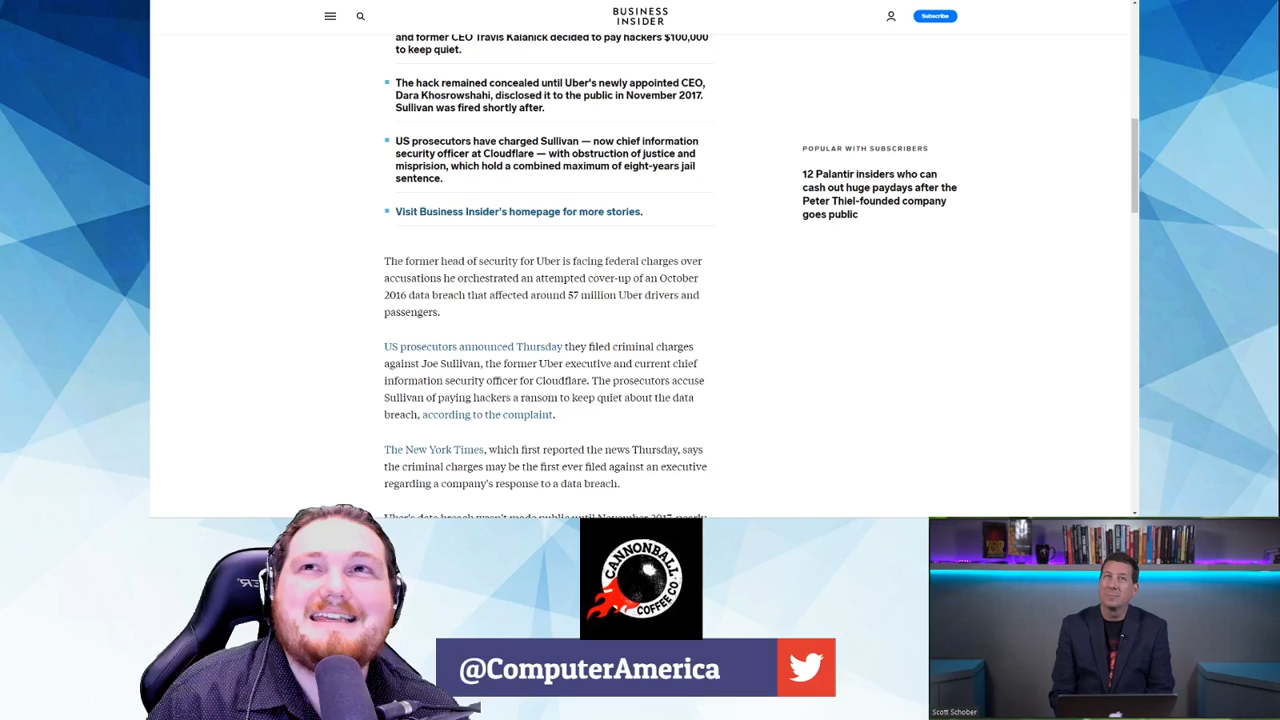 BUSINESS
INSIDER
Subscribe
and former CEO Travis Kalanick decided to pay hackers $100,000
to keep quiet.
The hack remained concealed until Uber's newly appointed CEO,
Dara Khosrowshahi, disclosed it to the public in November 2017.
Sullivan was fired shortly after.
US prosecutors have charged Sullivan — now chief information
security officer at Cloudflare — with obstruction of justice and
misprision, which hold a combined maximum of eight-years jail
sentence.
Visit Business Insider's homepage for more stories.
POPULAR WITH SUBSCRIBERS
12 Palantir insiders who can
cash out huge paydays after the
Peter Thiel-founded company
goes public
The former head of security for Uber is facing federal charges over
accusations he orchestrated an attempted cover-up of an October
2016 data breach that affected around 57 million Uber drivers and
passengers.
US prosecutors announced Thursday they filed criminal charges
against Joe Sullivan, the former Uber executive and current chief
information security officer for Cloudflare. The prosecutors accuse
Sullivan of paying hackers a ransom to keep quiet about the data
breach, according to the complaint.
The New York Times, which first reported the news Thursday, says
the criminal charges may be the first ever filed against an executive
regarding a company's response to a data breach.
Uber's data breach wasn't made public until November 2017, nearly
CANNONBALL
COFFEE CO.
@ComputerAmerica
Scott Schober